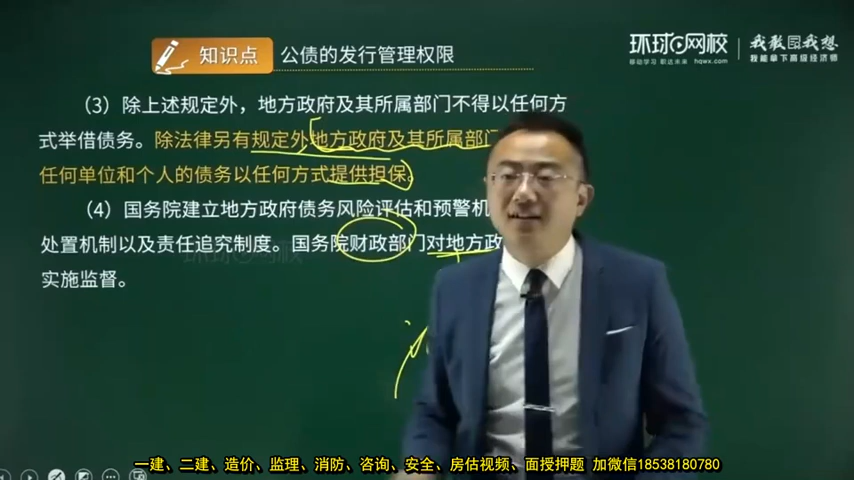 知识点 公债的发行管理权限
环球网校 我敢我想
移动学习 职达未来 hqwx.com 我能拿下高级经济师
（3）除上述规定外，地方政府及其所属部门不得以任何方
式举借债务。除法律另有规定外地方政府及其所属部门
任何单位和个人的债务以任何方式提供担保。
（4）国务院建立地方政府债务风险评估和预警机
处置机制以及责任追究制度。国务院财政部门对地方政
实施监督。
环球网校
一建、二建、造价、监理、消防、咨询、安全、房估视频、面授押题 加微信18538180780